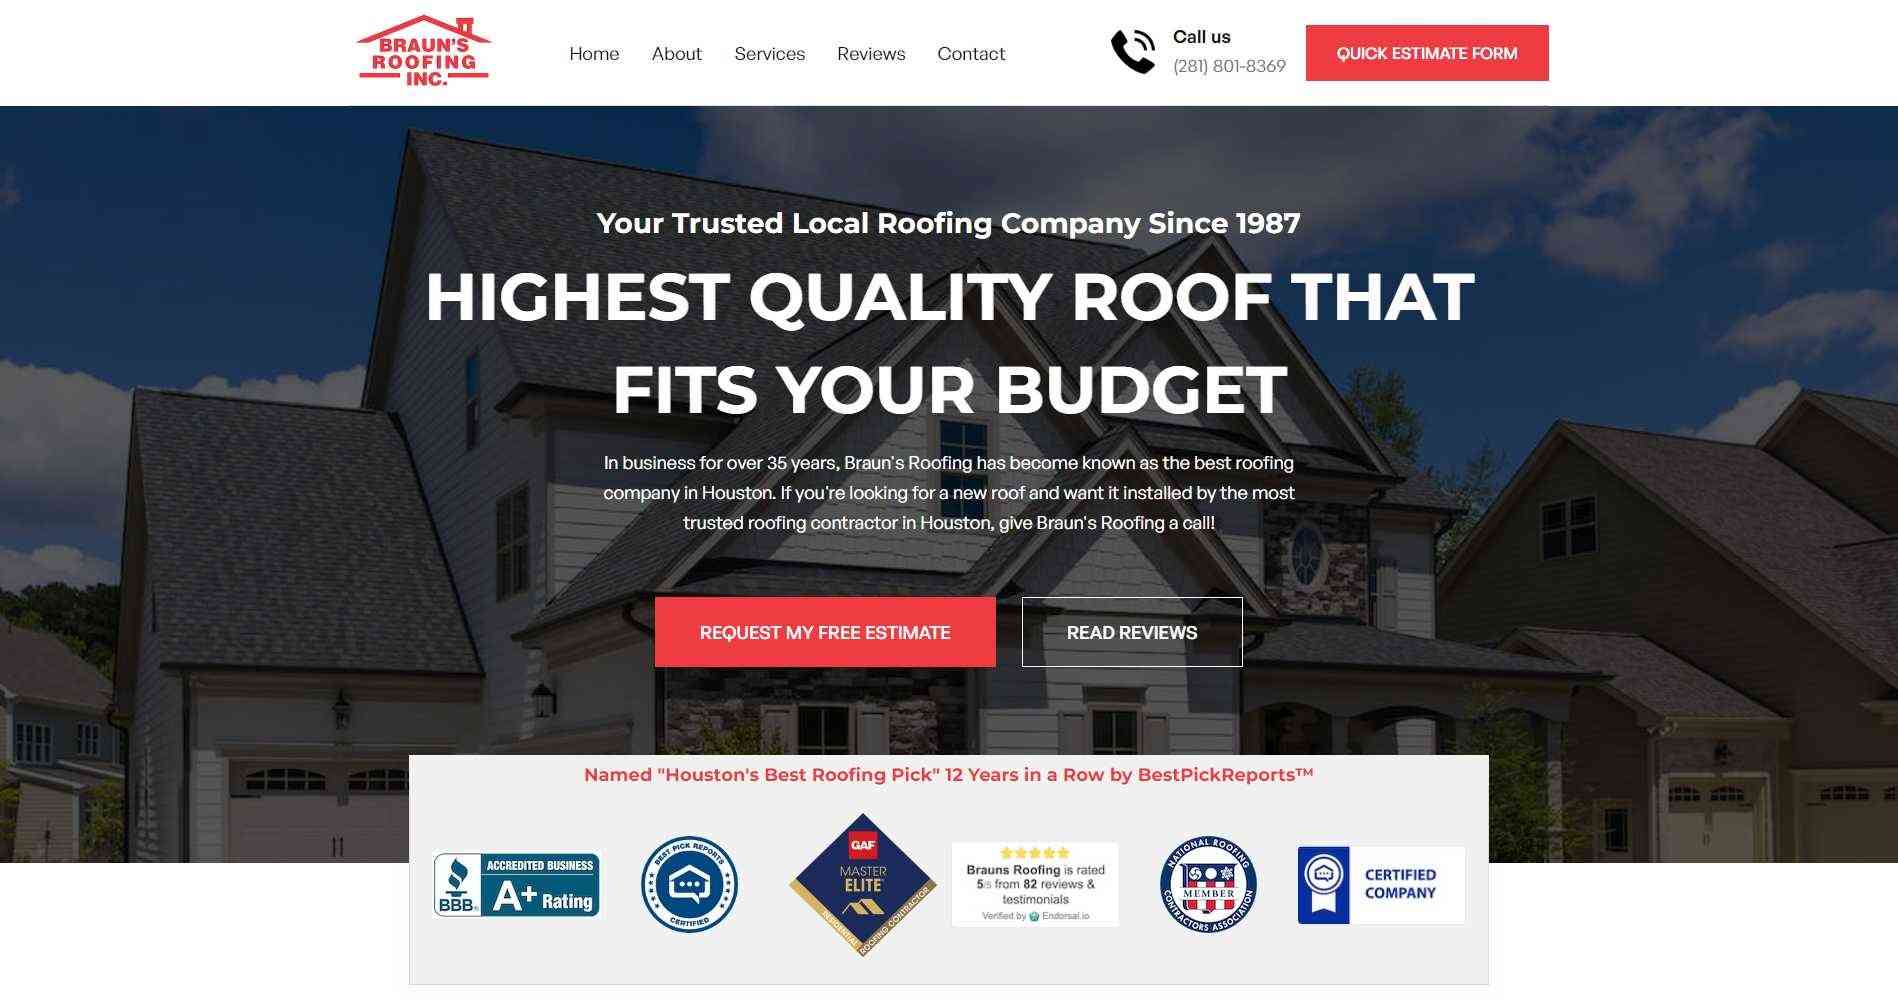 BRAUN'S
ROOFING
INC.
Home About Services Reviews Contact
Call us
(281) 801-8369
QUICK ESTIMATE FORM
Your Trusted Local Roofing Company Since 1987
HIGHEST QUALITY ROOF THAT
FITS YOUR BUDGET
In business for over 35 years, Braun's Roofing has become known as the best roofing
company in Houston. If you're looking for a new roof and want it installed by the most
trusted roofing contractor in Houston, give Braun's Roofing a call!
REQUEST MY FREE ESTIMATE
READ REVIEWS
Named "Houston's Best Roofing Pick" 12 Years in a Row by BestPickReports™
BBB®
ACCREDITED BUSINESS
A+ Rating
BEST PICK REPORTS
CERTIFIED
GAF
MASTER
ELITE®
RESIDENTIAL
ROOFING CONTRACTOR
Brauns Roofing is rated
5/5 from 82 reviews &
testimonials
Verified by Endorsal.io
NATIONAL ROOFING
MEMBER
CONTRACTORS ASSOCIATION
CERTIFIED
COMPANY